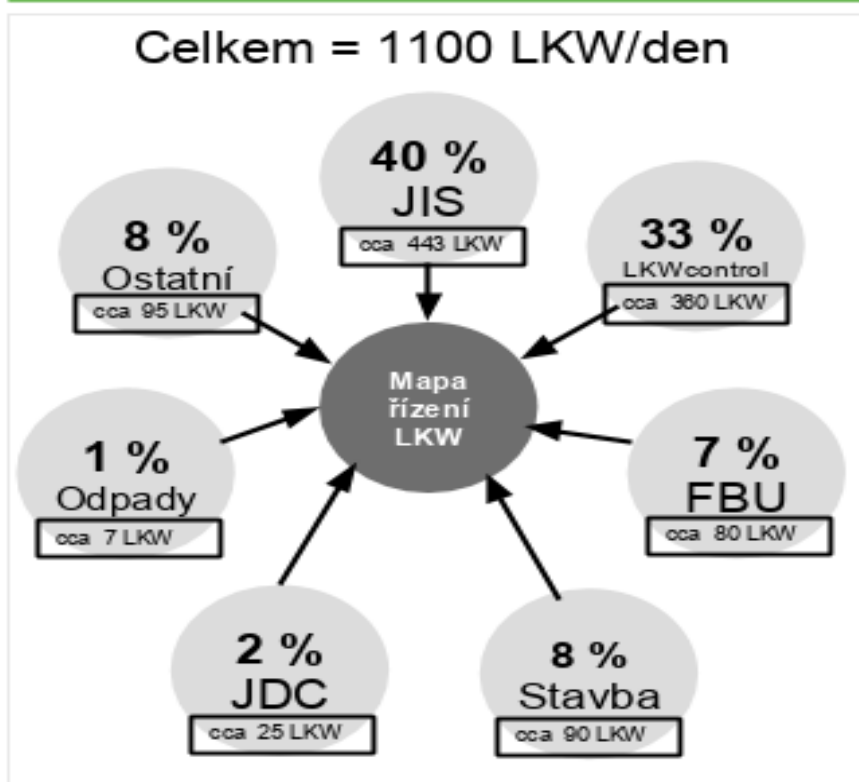 Celkem = 1100 LKW/den
40 %
JIS
cca 443 LKW
8 %
Ostatní
cca 95 LKW
33 %
LKWcontrol
cca 360 LKW
Mapa
řízení
LKW
1 %
Odpady
cca 7 LKW
7 %
FBU
cca 80 LKW
2 %
JDC
cca 25 LKW
8 %
Stavba
cca 90 LKW